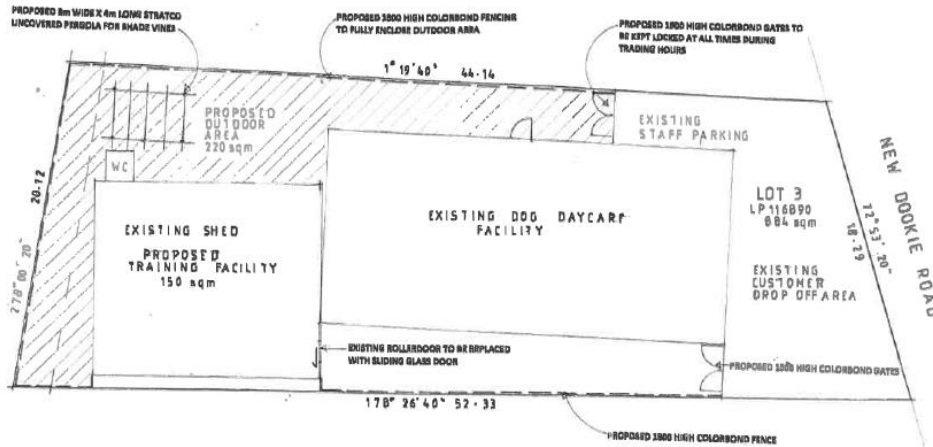 PROPOSED 8m WIDE X 4m LONG STRATCO
UNCOVERED PERGOLA FOR SHADE VINES
PROPOSED 1800 HIGH COLORBOND FENCING
TO FULLY ENCLOSE OUTDOOR AREA
PROPOSED 1800 HIGH COLORBOND GATES TO
BE KEPT LOCKED AT ALL TIMES DURING
TRADING HOURS
1° 19'40" 44·14
PROPOSED
OUTDOOR
AREA
220 sqm
EXISTING
STAFF PARKING
WC
20·12
278° 00' 20"
EXISTING SHED
PROPOSED
TRAINING FACILITY
150 sqm
EXISTING DOG DAYCARE
FACILITY
LOT 3
LP 116890
884 sqm
EXISTING
CUSTOMER
DROP OFF AREA
72° 53' 20"
18·29
NEW DOOKIE ROAD
EXISTING ROLLERDOOR TO BE REPLACED
WITH SLIDING GLASS DOOR
PROPOSED 1800 HIGH COLORBOND GATES
178° 26'40" 52·33
PROPOSED 1800 HIGH COLORBOND FENCE